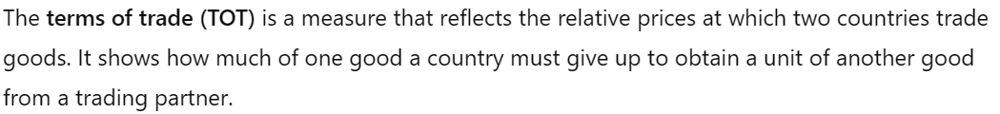 The terms of trade (TOT) is a measure that reflects the relative prices at which two countries trade
goods. It shows how much of one good a country must give up to obtain a unit of another good
from a trading partner.